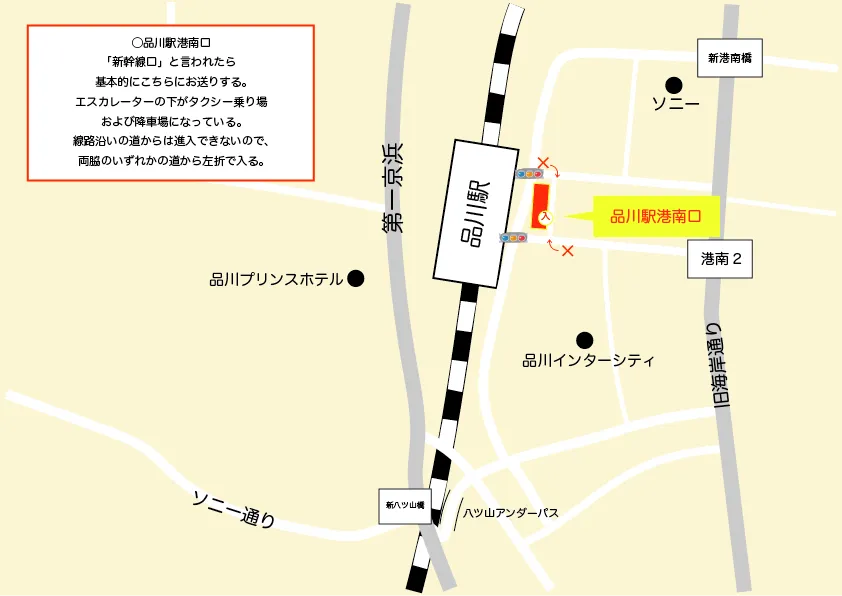 ○品川駅港南口
「新幹線口」と言われたら
基本的にこちらにお送りする。
エスカレーターの下がタクシー乗り場
および降車場になっている。
線路沿いの道からは進入できないので、
両脇のいずれかの道から左折で入る。
新港南橋
ソニー
第一京浜
品川駅
入
品川駅港南口
港南2
品川プリンスホテル
品川インターシティ
旧海岸通り
ソニー通り
新八ツ山橋
八ツ山アンダーパス